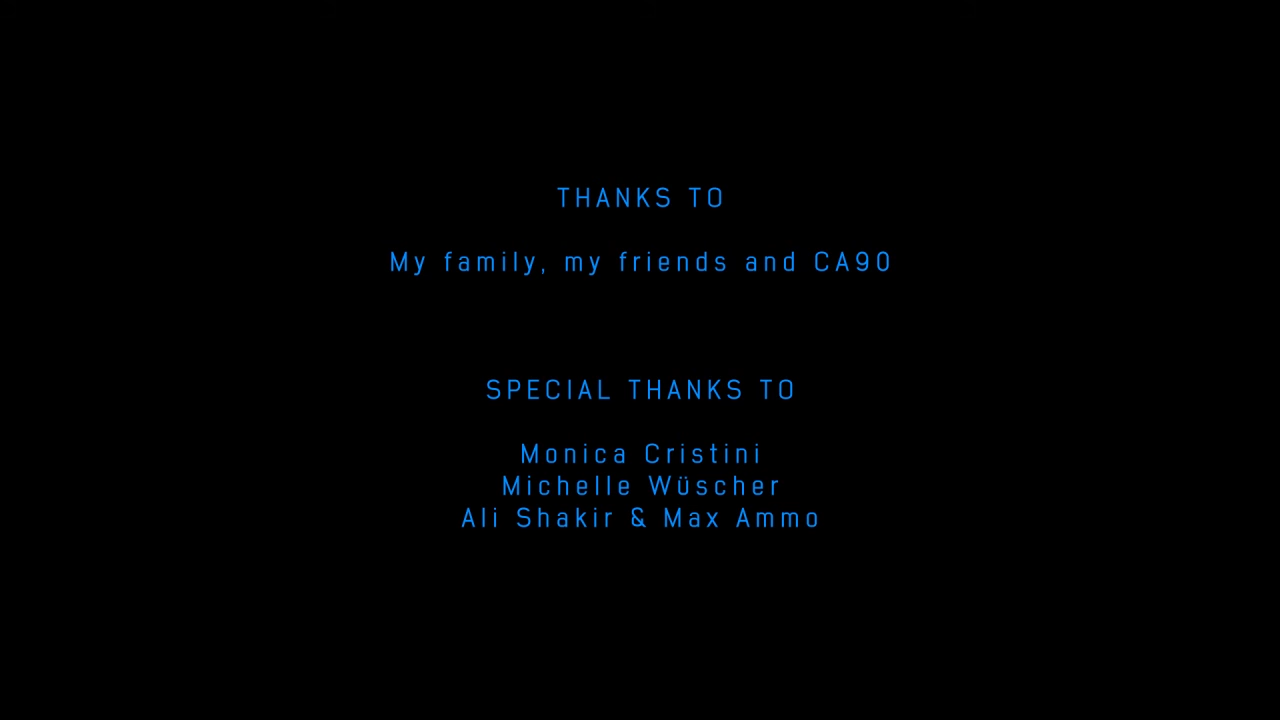 THANKS TO
My family, my friends and CA90
SPECIAL THANKS TO
Monica Cristini
Michelle Wüscher
Ali Shakir & Max Ammo